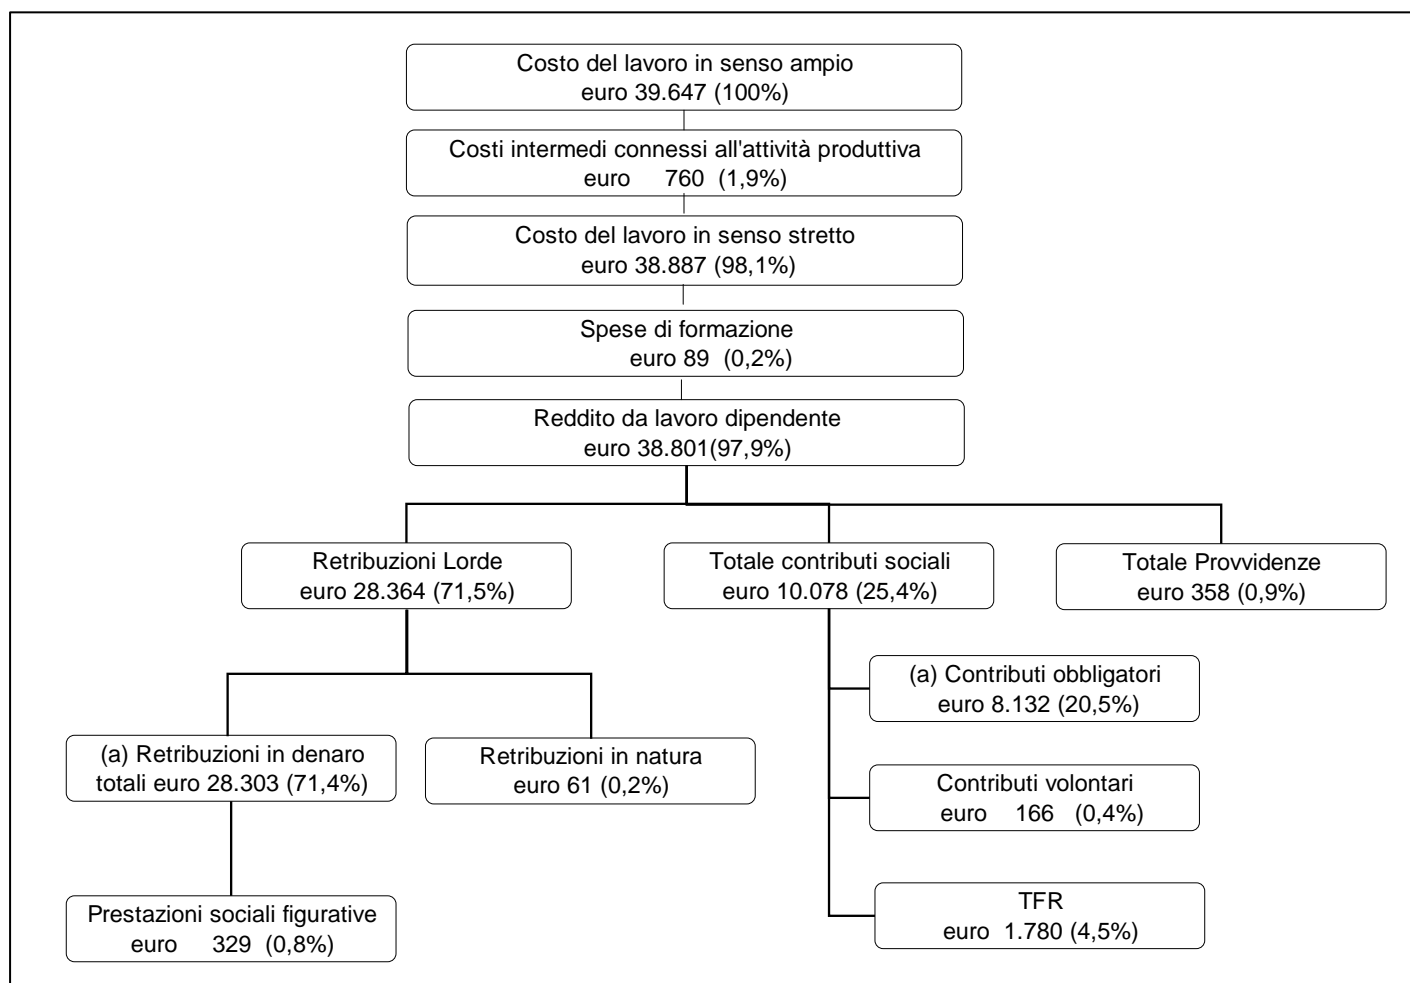 Costo del lavoro in senso ampio
euro 39.647 (100%)
Costi intermedi connessi all'attività produttiva
euro 760 (1,9%)
Costo del lavoro in senso stretto
euro 38.887 (98,1%)
Spese di formazione
euro 89 (0,2%)
Reddito da lavoro dipendente
euro 38.801(97,9%)
Retribuzioni Lorde
euro 28.364 (71,5%)
Totale contributi sociali
euro 10.078 (25,4%)
Totale Provvidenze
euro 358 (0,9%)
(a) Contributi obbligatori
euro 8.132 (20,5%)
(a) Retribuzioni in denaro
totali euro 28.303 (71,4%)
Retribuzioni in natura
euro 61 (0,2%)
Contributi volontari
euro 166 (0,4%)
Prestazioni sociali figurative
euro 329 (0,8%)
TFR
euro 1.780 (4,5%)